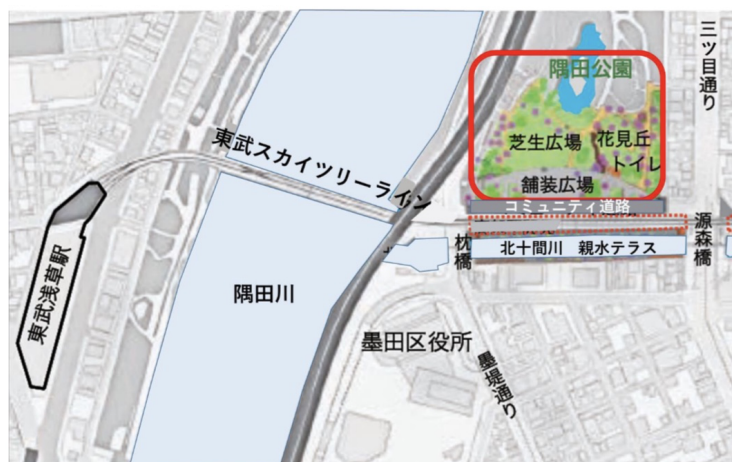 隅田公園
三ツ目通り
東武スカイツリーライン
芝生広場
花見丘
トイレ
舗装広場
コミュニティ道路
源森橋
枕橋
北十間川 親水テラス
東武浅草駅
隅田川
墨田区役所
墨堤通り